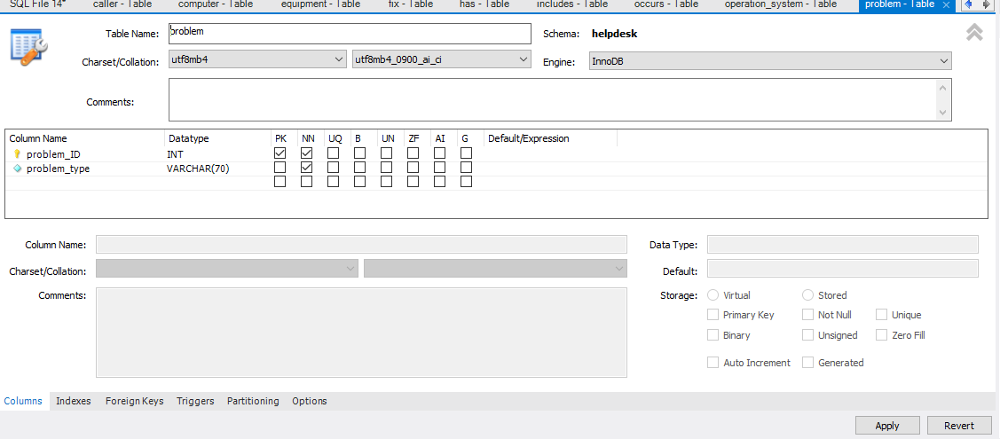 SQL File 14* caller - Table computer - Table equipment - Table fix - Table has - Table includes - Table occurs - Table operation_system - Table problem - Table
Table Name: problem Schema: helpdesk
Charset/Collation: utf8mb4 utf8mb4_0900_ai_ci Engine: InnoDB
Comments:
Column Name Datatype PK NN UQ B UN ZF AI G Default/Expression
problem_ID INT
problem_type VARCHAR(70)
Column Name: Data Type:
Charset/Collation: Default:
Comments: Storage: Virtual Stored
Primary Key Not Null Unique
Binary Unsigned Zero Fill
Auto Increment Generated
Columns Indexes Foreign Keys Triggers Partitioning Options
Apply Revert